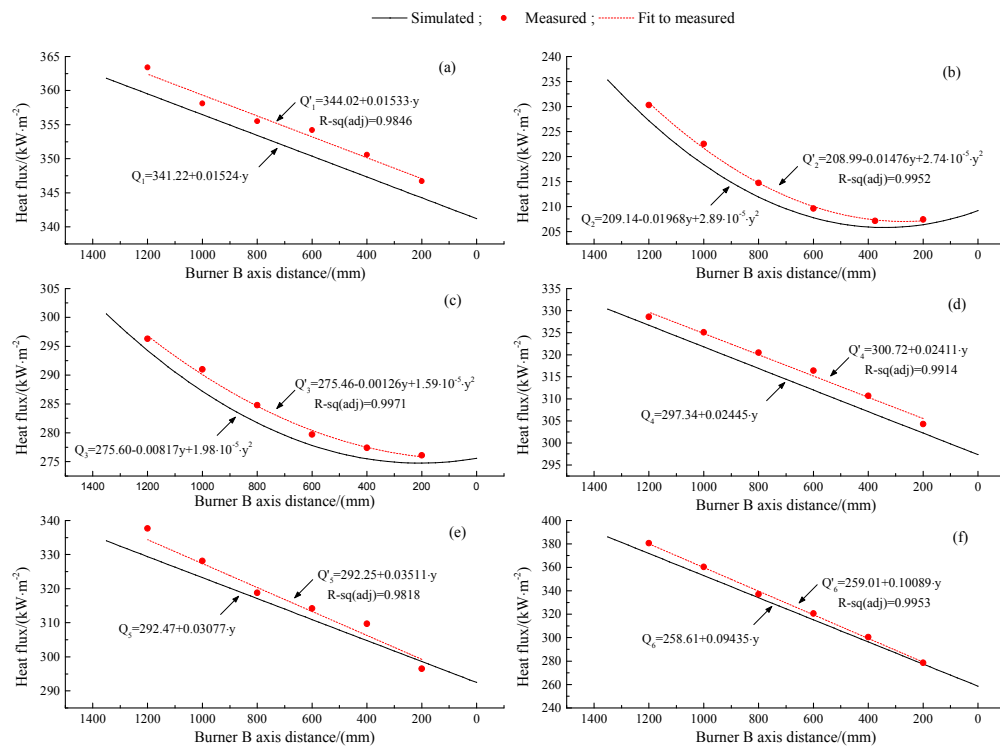 Simulated ; Measured ; Fit to measured
(a)
Heat flux/(kW·m⁻²)
365
360
355
350
345
340
Q'₁=344.02+0.01533·y
R-sq(adj)=0.9846
Q₁=341.22+0.01524·y
1400 1200 1000 800 600 400 200 0
Burner B axis distance/(mm)
(b)
Heat flux/(kW·m⁻²)
240
235
230
225
220
215
210
205
Q'₂=208.99-0.01476y+2.74·10⁻⁵·y²
R-sq(adj)=0.9952
Q₂=209.14-0.01968y+2.89·10⁻⁵·y²
1400 1200 1000 800 600 400 200 0
Burner B axis distance/(mm)
(c)
Heat flux/(kW·m⁻²)
305
300
295
290
285
280
275
Q'₃=275.46-0.00126y+1.59·10⁻⁵·y²
R-sq(adj)=0.9971
Q₃=275.60-0.00817y+1.98·10⁻⁵·y²
1400 1200 1000 800 600 400 200 0
Burner B axis distance/(mm)
(d)
Heat flux/(kW·m⁻²)
335
330
325
320
315
310
305
300
295
Q'₄=300.72+0.02411·y
R-sq(adj)=0.9914
Q₄=297.34+0.02445·y
1400 1200 1000 800 600 400 200 0
Burner B axis distance/(mm)
(e)
Heat flux/(kW·m⁻²)
340
330
320
310
300
290
Q'₅=292.25+0.03511·y
R-sq(adj)=0.9818
Q₅=292.47+0.03077·y
1400 1200 1000 800 600 400 200 0
Burner B axis distance/(mm)
(f)
Heat flux/(kW·m⁻²)
400
380
360
340
320
300
280
260
240
Q'₆=259.01+0.10089·y
R-sq(adj)=0.9953
Q₆=258.61+0.09435·y
1400 1200 1000 800 600 400 200 0
Burner B axis distance/(mm)